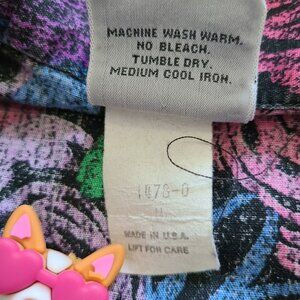 MACHINE WASH WARM.
NO BLEACH.
TUMBLE DRY.
MEDIUM COOL IRON.
MADE IN U.S.A.
LIFT FOR CARE